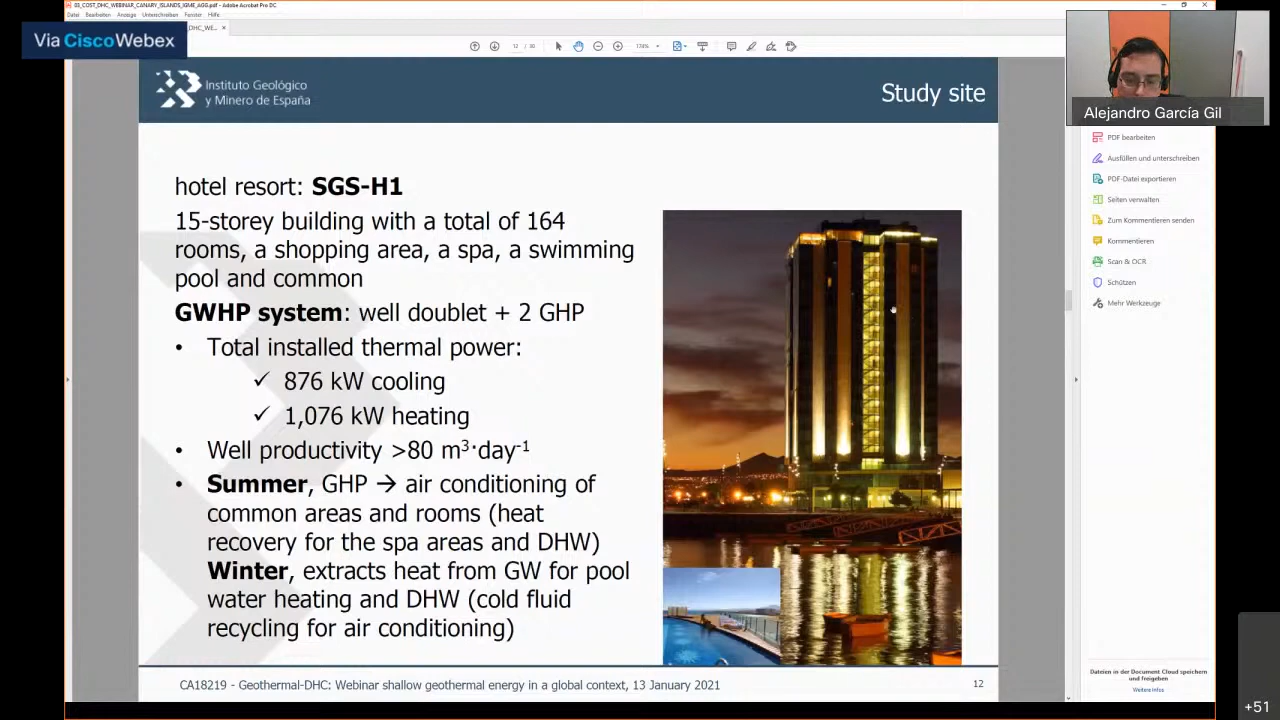 03_COST_DHC_WEBINAR_CANARY_ISLANDS_IGME_AGG.pdf - Adobe Acrobat Pro DC
Datei Bearbeiten Anzeige Unterschreiben Fenster Hilfe
Via Cisco Webex
_DHC_WE... ×
12 / 30
174%
Instituto Geológico
y Minero de España
Study site
Alejandro García Gil
hotel resort: SGS-H1
15-storey building with a total of 164
rooms, a shopping area, a spa, a swimming
pool and common
GWHP system: well doublet + 2 GHP
• Total installed thermal power:
✓ 876 kW cooling
✓ 1,076 kW heating
• Well productivity >80 m³·day⁻¹
• Summer, GHP → air conditioning of
common areas and rooms (heat
recovery for the spa areas and DHW)
Winter, extracts heat from GW for pool
water heating and DHW (cold fluid
recycling for air conditioning)
CA18219 - Geothermal-DHC: Webinar shallow geothermal energy in a global context, 13 January 2021
12
PDF bearbeiten
Ausfüllen und unterschreiben
PDF-Datei exportieren
Seiten verwalten
Zum Kommentieren senden
Kommentieren
Scan & OCR
Schützen
Mehr Werkzeuge
Dateien in der Document Cloud speichern
und freigeben
Weitere Infos
+51